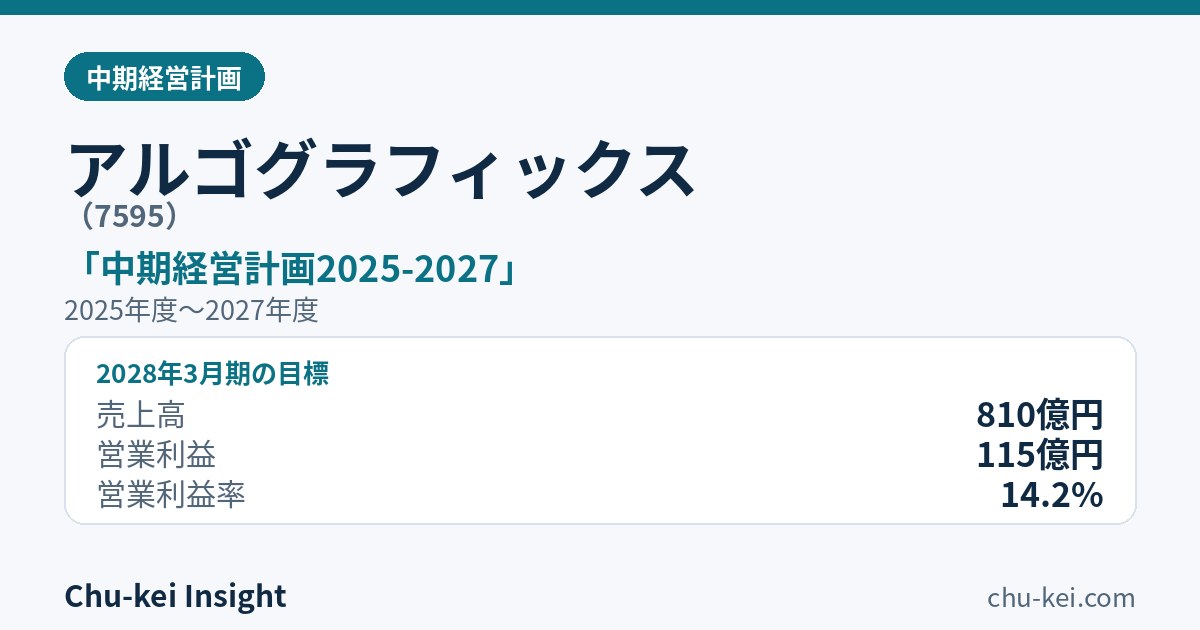 中期経営計画
アルゴグラフィックス
（7595）
「中期経営計画2025-2027」
2025年度～2027年度
2028年3月期の目標
売上高 810億円
営業利益 115億円
営業利益率 14.2%
Chu-kei Insight chu-kei.com